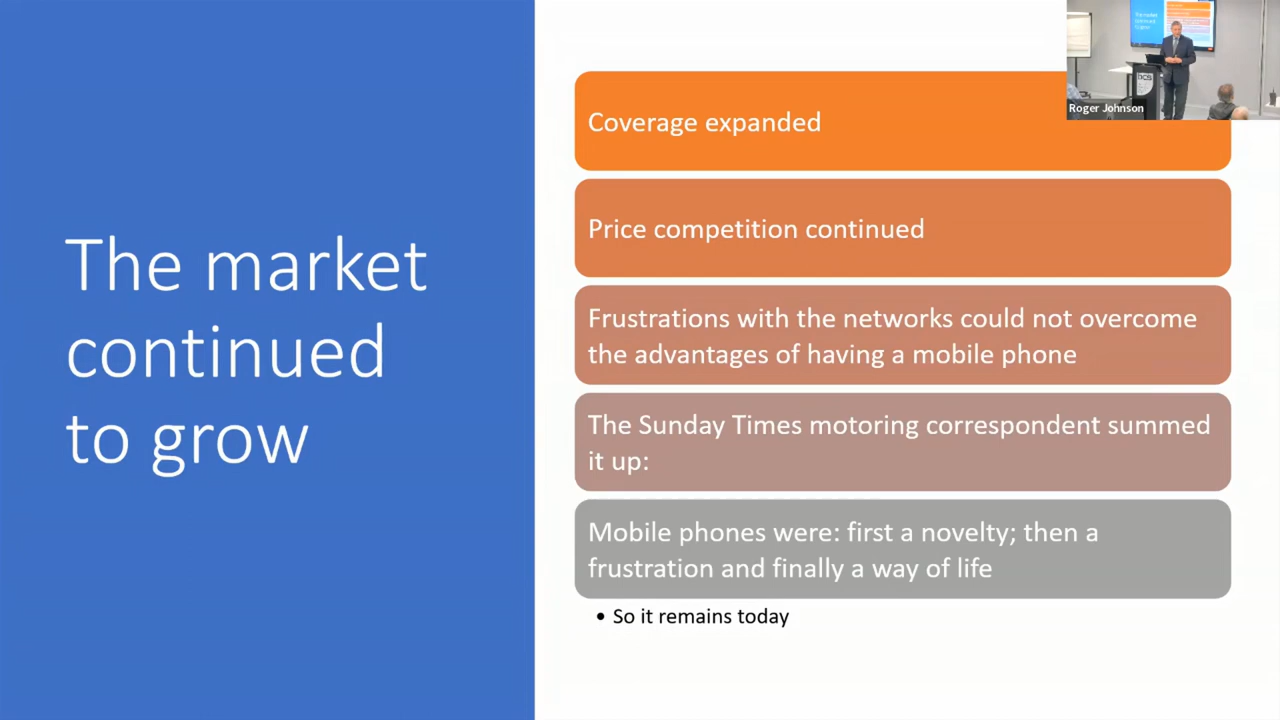 The market
continued
to grow
Coverage expanded
Price competition continued
Frustrations with the networks could not overcome
the advantages of having a mobile phone
The Sunday Times motoring correspondent summed
it up:
Mobile phones were: first a novelty; then a
frustration and finally a way of life
• So it remains today
Roger Johnson
bcs